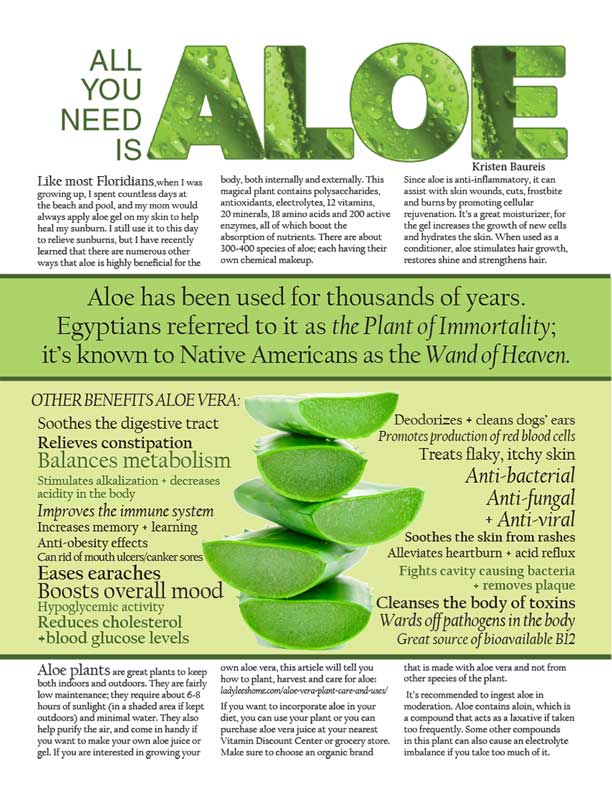 ALL
YOU
NEED
IS
ALOE
Kristen Baureis
Like most Floridians,when I was
growing up, I spent countless days at
the beach and pool, and my mom would
always apply aloe gel on my skin to help
heal my sunburn. I still use it to this day
to relieve sunburns, but I have recently
learned that there are numerous other
ways that aloe is highly beneficial for the
body, both internally and externally. This
magical plant contains polysaccharides,
antioxidants, electrolytes, 12 vitamins,
20 minerals, 18 amino acids and 200 active
enzymes, all of which boost the
absorption of nutrients. There are about
300-400 species of aloe; each having their
own chemical makeup.
Since aloe is anti-inflammatory, it can
assist with skin wounds, cuts, frostbite
and burns by promoting cellular
rejuvenation. It's a great moisturizer, for
the gel increases the growth of new cells
and hydrates the skin. When used as a
conditioner, aloe stimulates hair growth,
restores shine and strengthens hair.
Aloe has been used for thousands of years.
Egyptians referred to it as the Plant of Immortality;
it's known to Native Americans as the Wand of Heaven.
OTHER BENEFITS ALOE VERA:
Soothes the digestive tract
Relieves constipation
Balances metabolism
Stimulates alkalization + decreases
acidity in the body
Improves the immune system
Increases memory + learning
Anti-obesity effects
Can rid of mouth ulcers/canker sores
Eases earaches
Boosts overall mood
Hypoglycemic activity
Reduces cholesterol
+blood glucose levels
Deodorizes + cleans dogs' ears
Promotes production of red blood cells
Treats flaky, itchy skin
Anti-bacterial
Anti-fungal
+ Anti-viral
Soothes the skin from rashes
Alleviates heartburn + acid reflux
Fights cavity causing bacteria
+ removes plaque
Cleanses the body of toxins
Wards off pathogens in the body
Great source of bioavailable B12
Aloe plants are great plants to keep
both indoors and outdoors. They are fairly
low maintenance; they require about 6-8
hours of sunlight (in a shaded area if kept
outdoors) and minimal water. They also
help purify the air, and come in handy if
you want to make your own aloe juice or
gel. If you are interested in growing your
own aloe vera, this article will tell you
how to plant, harvest and care for aloe:
ladyleeshome.com/aloe-vera-plant-care-and-uses/
If you want to incorporate aloe in your
diet, you can use your plant or you can
purchase aloe vera juice at your nearest
Vitamin Discount Center or grocery store.
Make sure to choose an organic brand
that is made with aloe vera and not from
other species of the plant.
It's recommended to ingest aloe in
moderation. Aloe contains aloin, which is
a compound that acts as a laxative if taken
too frequently. Some other compounds
in this plant can also cause an electrolyte
imbalance if you take too much of it.